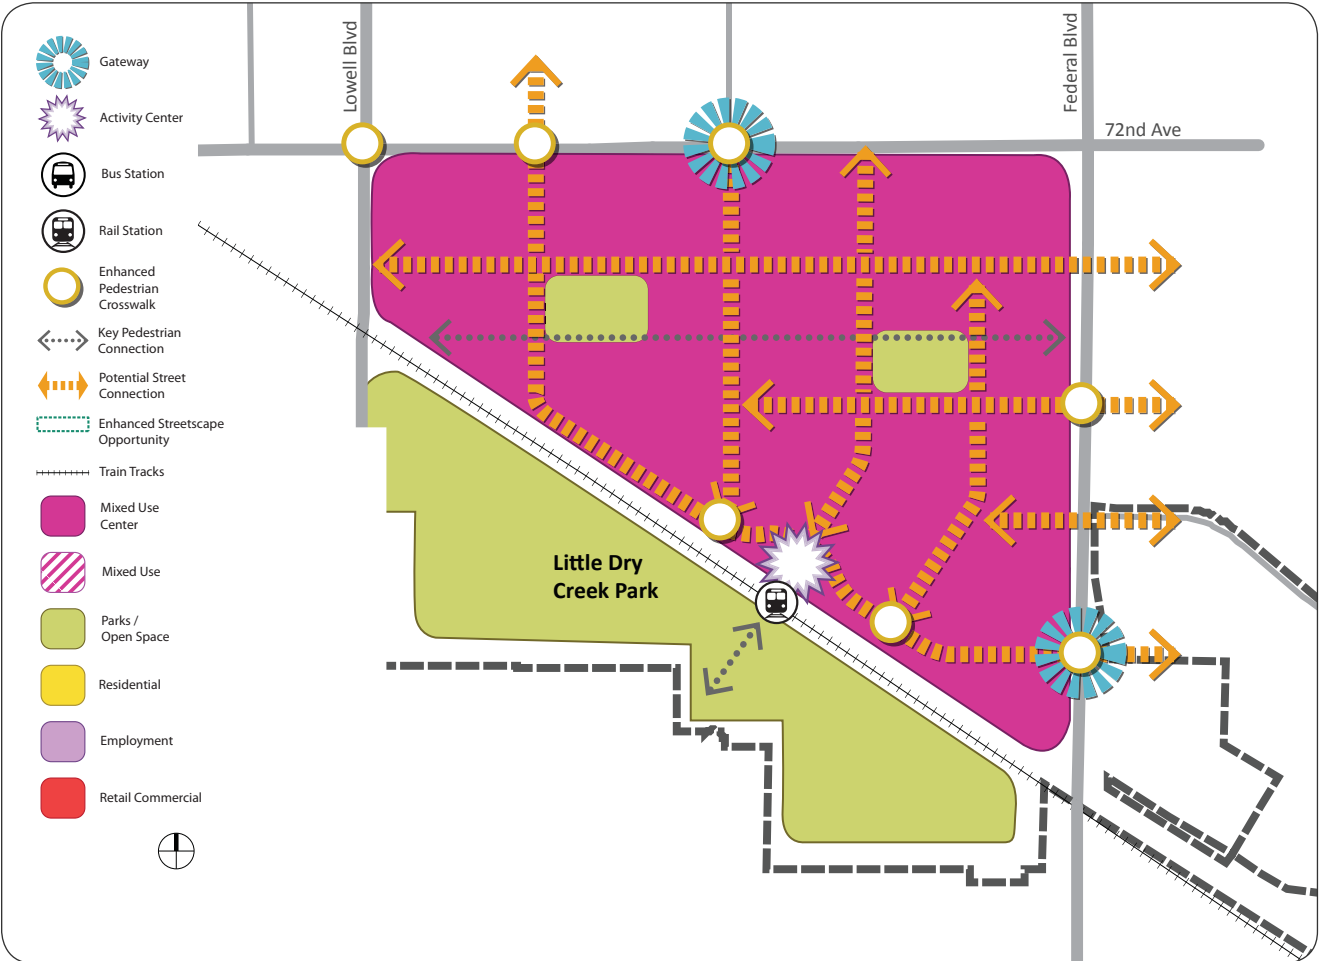 Gateway
Activity Center
Bus Station
Rail Station
Enhanced
Pedestrian
Crosswalk
Key Pedestrian
Connection
Potential Street
Connection
Enhanced Streetscape
Opportunity
Train Tracks
Mixed Use
Center
Mixed Use
Parks /
Open Space
Residential
Employment
Retail Commercial
Lowell Blvd
Federal Blvd
72nd Ave
Little Dry
Creek Park